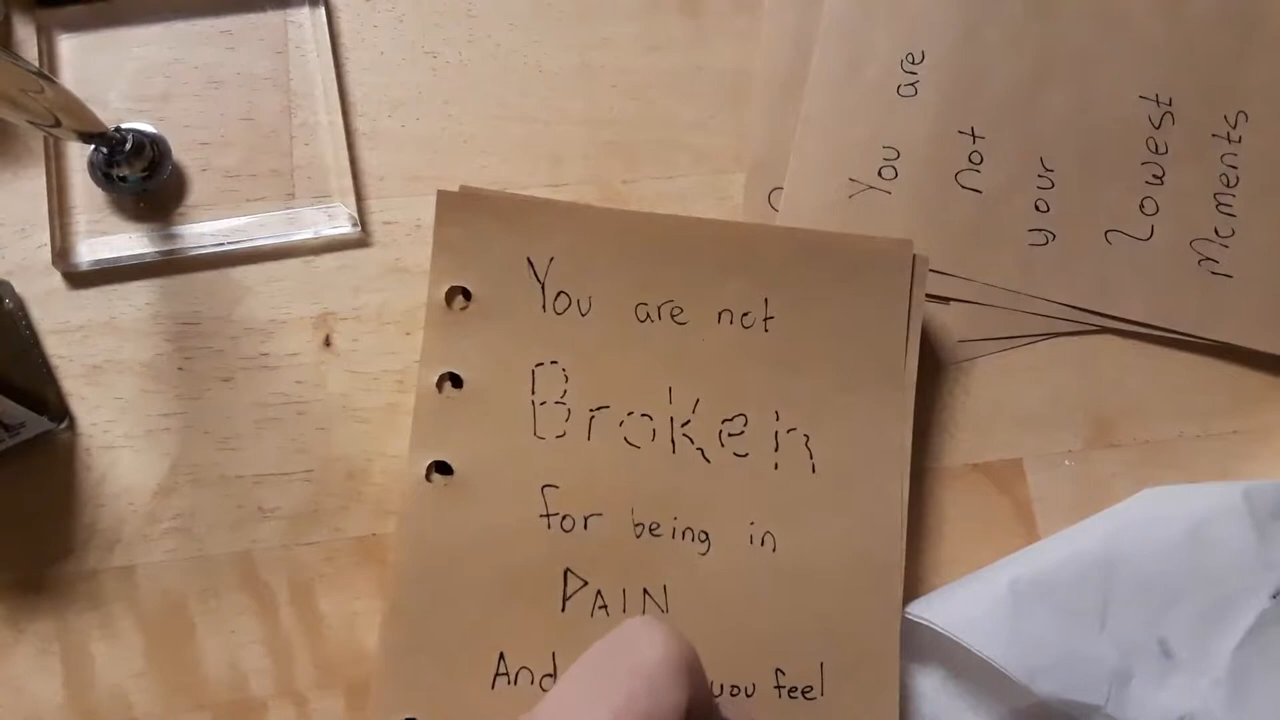 You are not
Broken
for being in
PAIN
And you feel
You are
not
your
Lowest
Moments